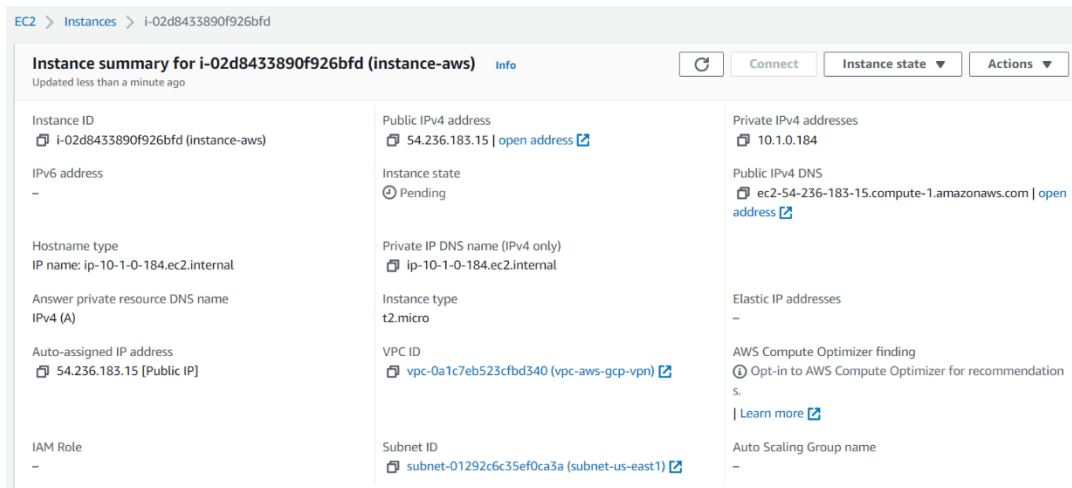 EC2 > Instances > i-02d8433890f926bfd
Instance summary for i-02d8433890f926bfd (instance-aws) Info
Updated less than a minute ago
Connect
Instance state ▼
Actions ▼
Instance ID
i-02d8433890f926bfd (instance-aws)
Public IPv4 address
54.236.183.15 | open address
Private IPv4 addresses
10.1.0.184
IPv6 address
–
Instance state
Pending
Public IPv4 DNS
ec2-54-236-183-15.compute-1.amazonaws.com | open
address
Hostname type
IP name: ip-10-1-0-184.ec2.internal
Private IP DNS name (IPv4 only)
ip-10-1-0-184.ec2.internal
Answer private resource DNS name
IPv4 (A)
Instance type
t2.micro
Elastic IP addresses
–
Auto-assigned IP address
54.236.183.15 [Public IP]
VPC ID
vpc-0a1c7eb523cfbd340 (vpc-aws-gcp-vpn)
AWS Compute Optimizer finding
Opt-in to AWS Compute Optimizer for recommendation
s.
| Learn more
IAM Role
–
Subnet ID
subnet-01292c6c35ef0ca3a (subnet-us-east1)
Auto Scaling Group name
–